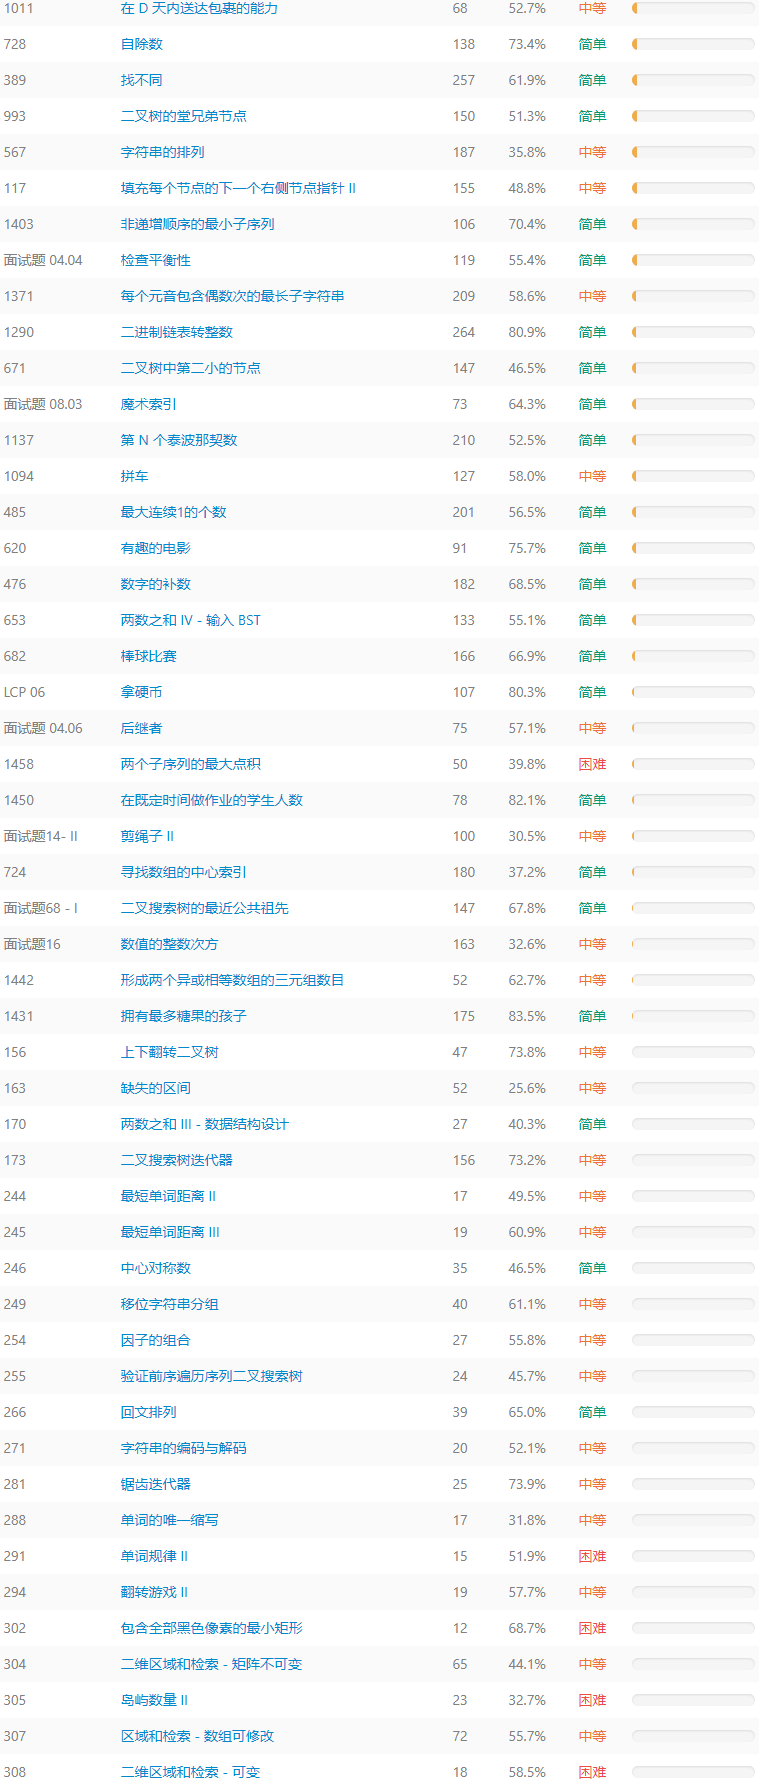 1011 在 D 天内送达包裹的能力 68 52.7% 中等
728 自除数 138 73.4% 简单
389 找不同 257 61.9% 简单
993 二叉树的堂兄弟节点 150 51.3% 简单
567 字符串的排列 187 35.8% 中等
117 填充每个节点的下一个右侧节点指针 II 155 48.8% 中等
1403 非递增顺序的最小子序列 106 70.4% 简单
面试题 04.04 检查平衡性 119 55.4% 简单
1371 每个元音包含偶数次的最长子字符串 209 58.6% 中等
1290 二进制链表转整数 264 80.9% 简单
671 二叉树中第二小的节点 147 46.5% 简单
面试题 08.03 魔术索引 73 64.3% 简单
1137 第 N 个泰波那契数 210 52.5% 简单
1094 拼车 127 58.0% 中等
485 最大连续1的个数 201 56.5% 简单
620 有趣的电影 91 75.7% 简单
476 数字的补数 182 68.5% 简单
653 两数之和 IV - 输入 BST 133 55.1% 简单
682 棒球比赛 166 66.9% 简单
LCP 06 拿硬币 107 80.3% 简单
面试题 04.06 后继者 75 57.1% 中等
1458 两个子序列的最大点积 50 39.8% 困难
1450 在既定时间做作业的学生人数 78 82.1% 简单
面试题14- II 剪绳子 II 100 30.5% 中等
724 寻找数组的中心索引 180 37.2% 简单
面试题68 - I 二叉搜索树的最近公共祖先 147 67.8% 简单
面试题16 数值的整数次方 163 32.6% 中等
1442 形成两个异或相等数组的三元组数目 52 62.7% 中等
1431 拥有最多糖果的孩子 175 83.5% 简单
156 上下翻转二叉树 47 73.8% 中等
163 缺失的区间 52 25.6% 中等
170 两数之和 III - 数据结构设计 27 40.3% 简单
173 二叉搜索树迭代器 156 73.2% 中等
244 最短单词距离 II 17 49.5% 中等
245 最短单词距离 III 19 60.9% 中等
246 中心对称数 35 46.5% 简单
249 移位字符串分组 40 61.1% 中等
254 因子的组合 27 55.8% 中等
255 验证前序遍历序列二叉搜索树 24 45.7% 中等
266 回文排列 39 65.0% 简单
271 字符串的编码与解码 20 52.1% 中等
281 锯齿迭代器 25 73.9% 中等
288 单词的唯一缩写 17 31.8% 中等
291 单词规律 II 15 51.9% 困难
294 翻转游戏 II 19 57.7% 中等
302 包含全部黑色像素的最小矩形 12 68.7% 困难
304 二维区域和检索 - 矩阵不可变 65 44.1% 中等
305 岛屿数量 II 23 32.7% 困难
307 区域和检索 - 数组可修改 72 55.7% 中等
308 二维区域和检索 - 可变 18 58.5% 困难